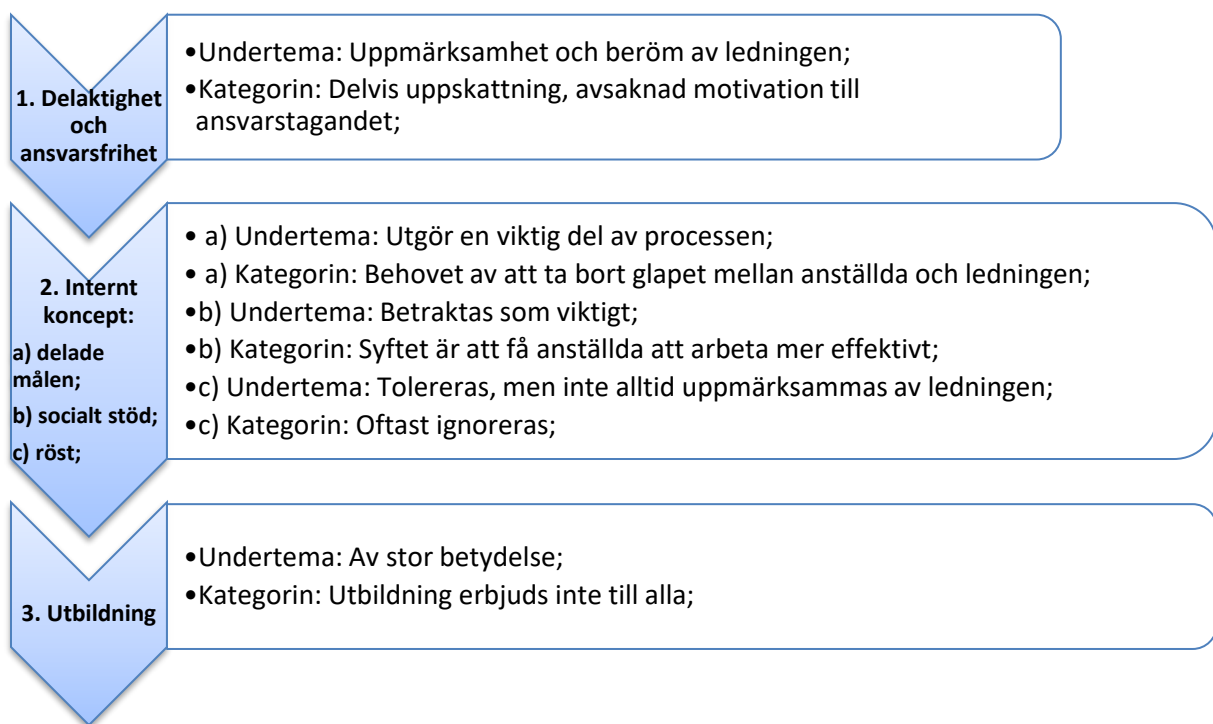 1. Delaktighet
och
ansvarsfrihet
•Undertema: Uppmärksamhet och beröm av ledningen;
•Kategorin: Delvis uppskattning, avsaknad motivation till
ansvarstagandet;
2. Internt
koncept:
a) delade
målen;
b) socialt stöd;
c) röst;
• a) Undertema: Utgör en viktig del av processen;
• a) Kategorin: Behovet av att ta bort glapet mellan anställda och ledningen;
•b) Undertema: Betraktas som viktigt;
•b) Kategorin: Syftet är att få anställda att arbeta mer effektivt;
•c) Undertema: Tolereras, men inte alltid uppmärksammas av ledningen;
•c) Kategorin: Oftast ignoreras;
3. Utbildning
•Undertema: Av stor betydelse;
•Kategorin: Utbildning erbjuds inte till alla;